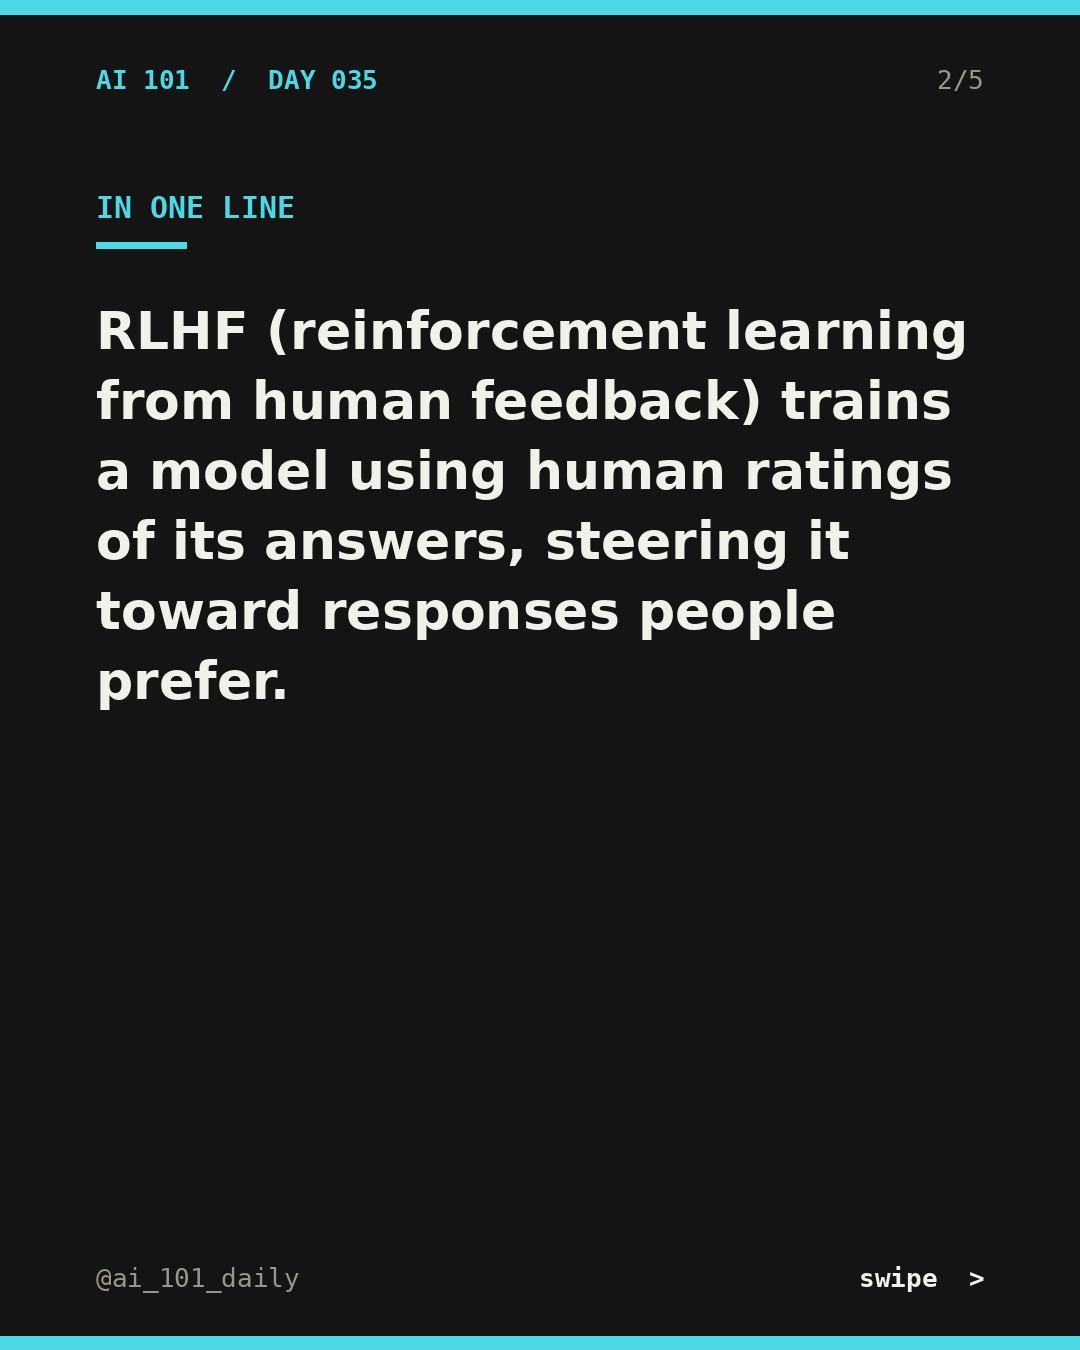 AI 101 / DAY 035
2/5
IN ONE LINE
RLHF (reinforcement learning
from human feedback) trains
a model using human ratings
of its answers, steering it
toward responses people
prefer.
@ai_101_daily
swipe >